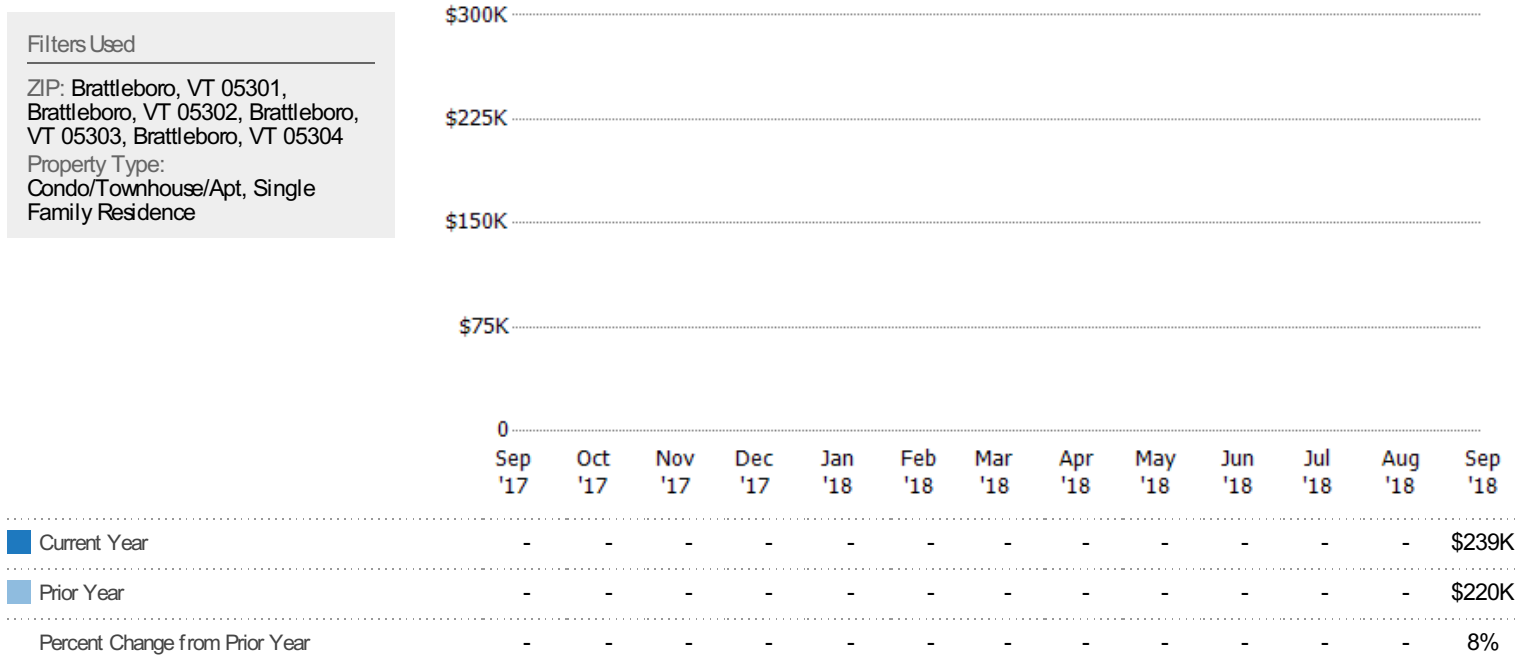 Filters Used
ZIP: Brattleboro, VT 05301,
Brattleboro, VT 05302, Brattleboro,
VT 05303, Brattleboro, VT 05304
Property Type:
Condo/Townhouse/Apt, Single
Family Residence
$300K
$225K
$150K
$75K
0
Sep Oct Nov Dec Jan Feb Mar Apr May Jun Jul Aug Sep
'17 '17 '17 '17 '18 '18 '18 '18 '18 '18 '18 '18 '18
Current Year - - - - - - - - - - - - $239K
Prior Year - - - - - - - - - - - - $220K
Percent Change from Prior Year - - - - - - - - - - - - 8%